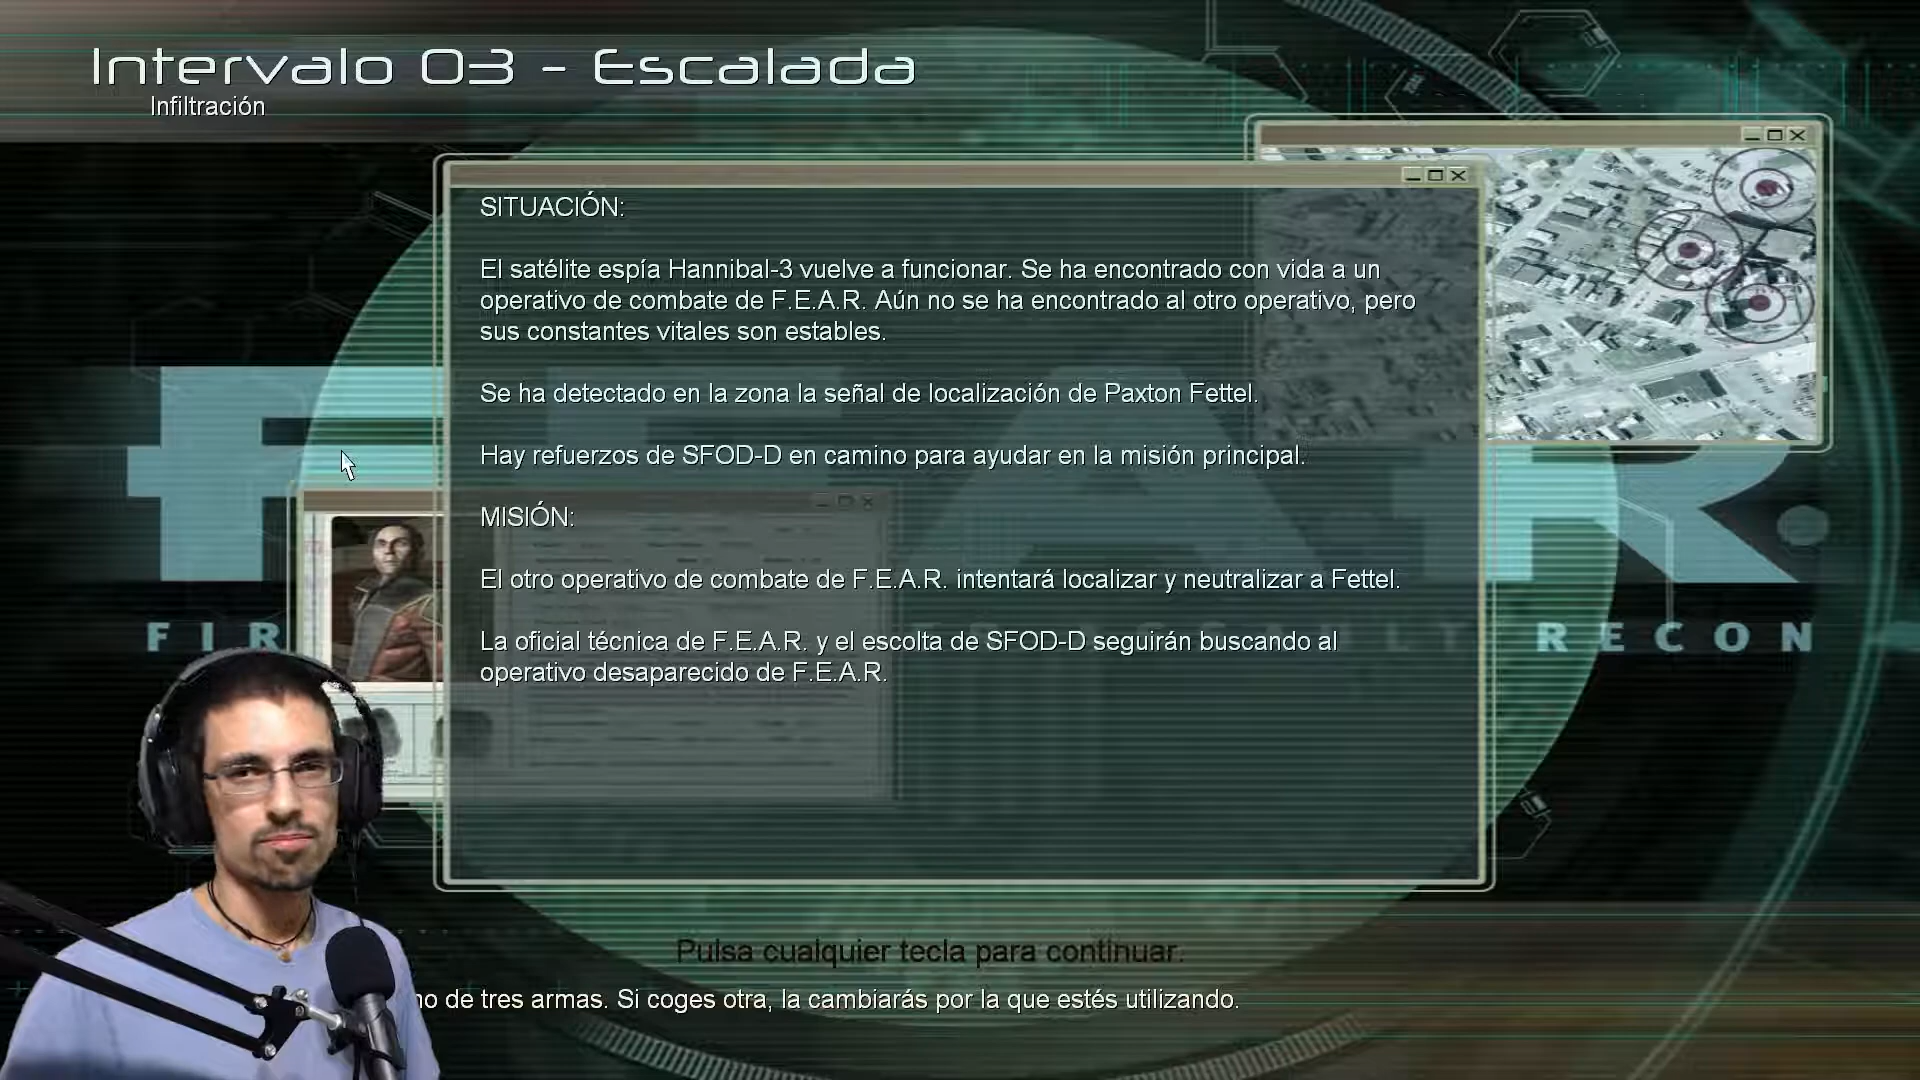 Intervalo 03 - Escalada
Infiltración
SITUACIÓN:
El satélite espía Hannibal-3 vuelve a funcionar. Se ha encontrado con vida a un
operativo de combate de F.E.A.R. Aún no se ha encontrado al otro operativo, pero
sus constantes vitales son estables.
Se ha detectado en la zona la señal de localización de Paxton Fettel.
Hay refuerzos de SFOD-D en camino para ayudar en la misión principal.
MISIÓN:
El otro operativo de combate de F.E.A.R. intentará localizar y neutralizar a Fettel.
La oficial técnica de F.E.A.R. y el escolta de SFOD-D seguirán buscando al
operativo desaparecido de F.E.A.R.
F.E.A.R.
FIR ASSAULT RECON
Pulsa cualquier tecla para continuar.
de tres armas. Si coges otra, la cambiarás por la que estés utilizando.